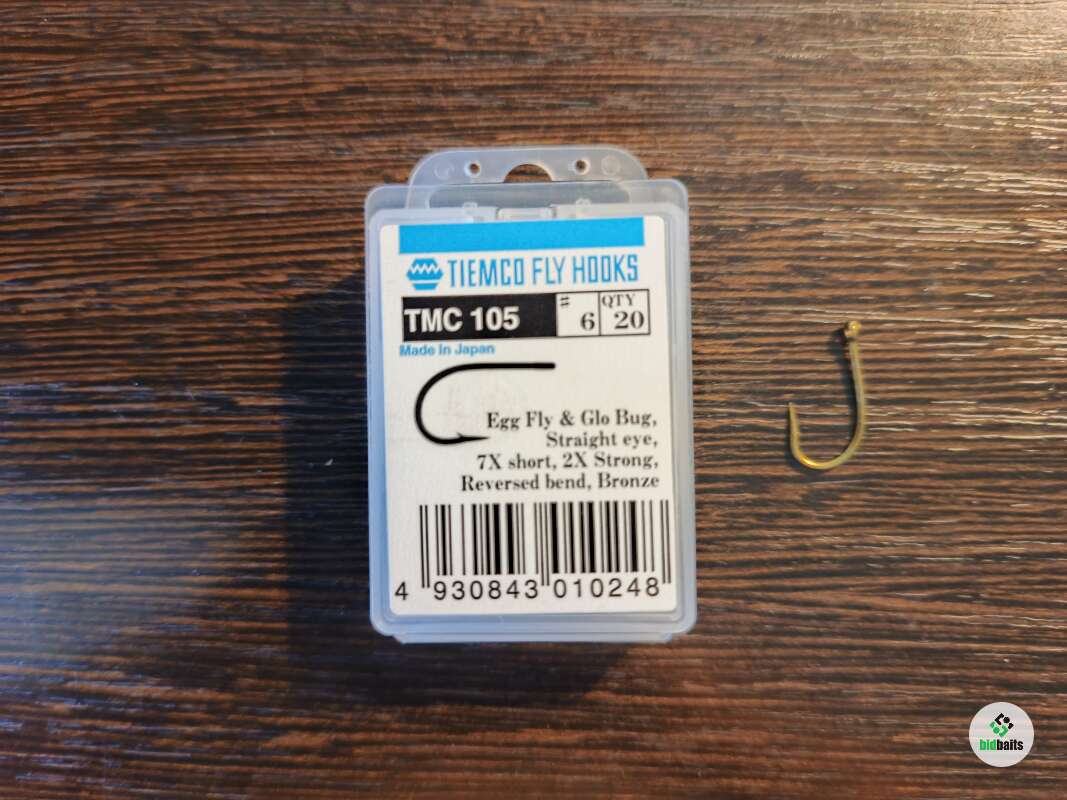 TIEMCO FLY HOOKS
TMC 105 # 6 QTY 20
Made In Japan
Egg Fly & Glo Bug,
Straight eye,
7X short, 2X Strong,
Reversed bend, Bronze
4 930843 010248
bidbaits